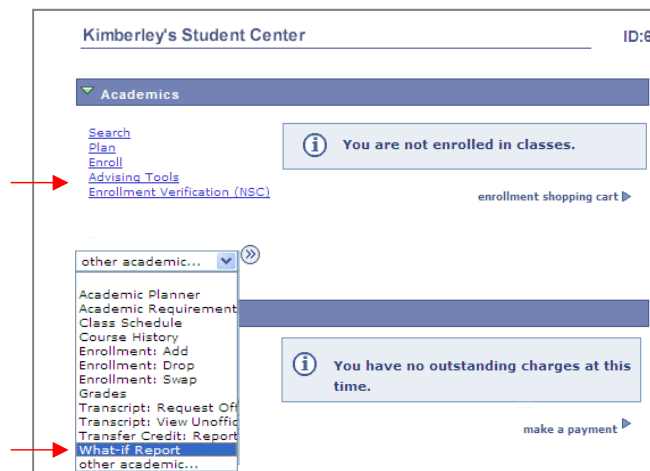 Kimberley's Student Center
ID:6
Academics
Search
Plan
Enroll
Advising Tools
Enrollment Verification (NSC)
You are not enrolled in classes.
enrollment shopping cart
other academic...
Academic Planner
Academic Requirement
Class Schedule
Course History
Enrollment: Add
Enrollment: Drop
Enrollment: Swap
Grades
Transcript: Request Off
Transcript: View Unoffic
Transfer Credit: Report
What-if Report
other academic...
You have no outstanding charges at this
time.
make a payment